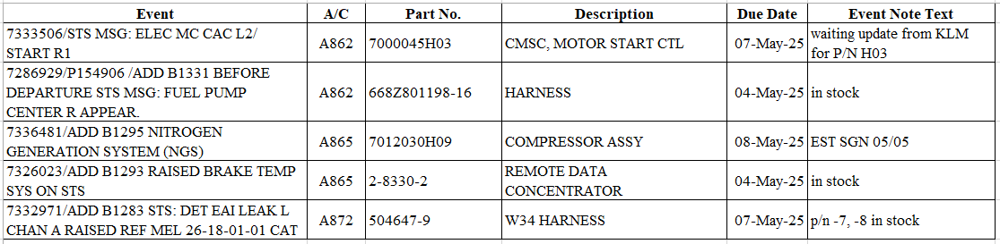 Event A/C Part No. Description Due Date Event Note Text
7333506/STS MSG: ELEC MC CAC L2/
START R1
A862 7000045H03 CMSC, MOTOR START CTL 07-May-25
waiting update from KLM
for P/N H03
7286929/P154906 /ADD B1331 BEFORE
DEPARTURE STS MSG: FUEL PUMP
CENTER R APPEAR.
A862 668Z801198-16 HARNESS 04-May-25 in stock
7336481/ADD B1295 NITROGEN
GENERATION SYSTEM (NGS)
A865 7012030H09 COMPRESSOR ASSY 08-May-25 EST SGN 05/05
7326023/ADD B1293 RAISED BRAKE TEMP
SYS ON STS
A865 2-8330-2
REMOTE DATA
CONCENTRATOR
04-May-25 in stock
7332971/ADD B1283 STS: DET EAI LEAK L
CHAN A RAISED REF MEL 26-18-01-01 CAT
A872 504647-9 W34 HARNESS 07-May-25 p/n -7, -8 in stock